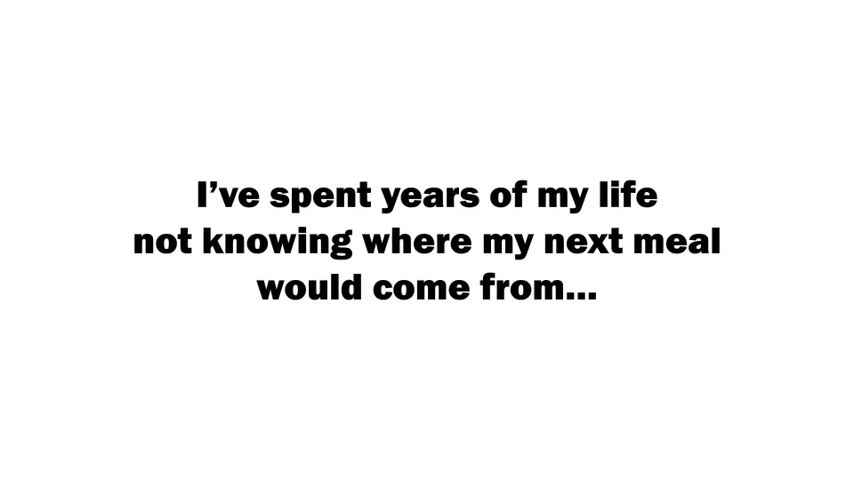 I’ve spent years of my life
not knowing where my next meal
would come from...